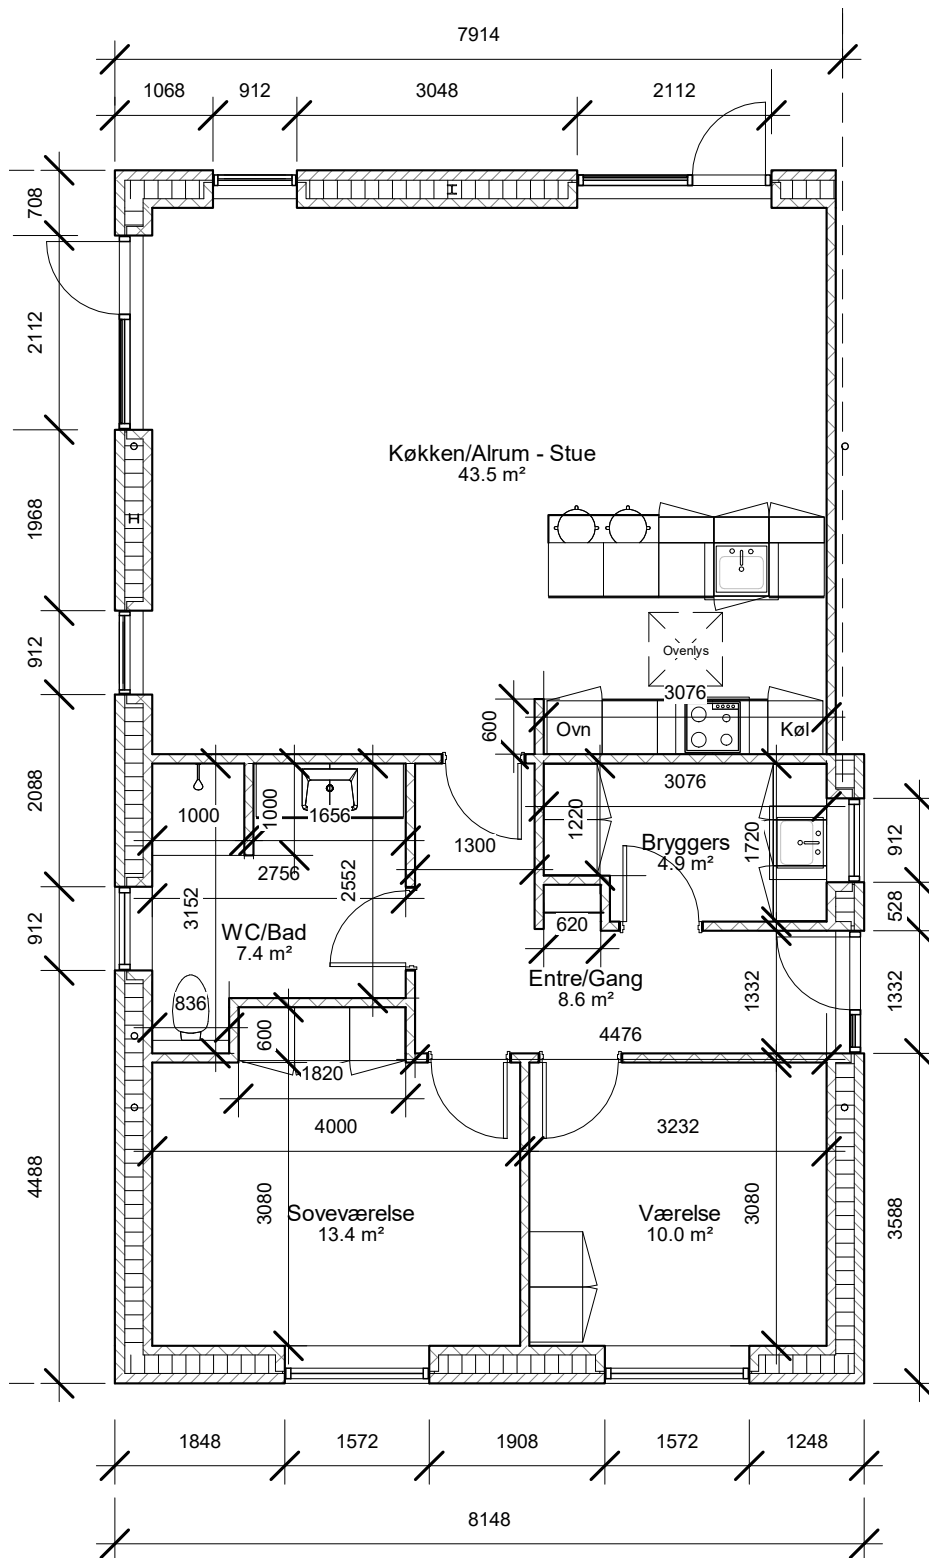 7914
1068
912
3048
2112
708
2112
1968
912
2088
912
4488
Køkken/Alrum - Stue
43.5 m²
Ovenlys
3076
600
Ovn
Køl
3076
1000
1000
1656
1220
1720
Bryggers
4.9 m²
912
1300
2756
2552
3152
528
WC/Bad
7.4 m²
620
Entre/Gang
8.6 m²
1332
1332
836
600
4476
1820
4000
3232
3080
Soveværelse
13.4 m²
Værelse
10.0 m²
3080
3588
1848
1572
1908
1572
1248
8148